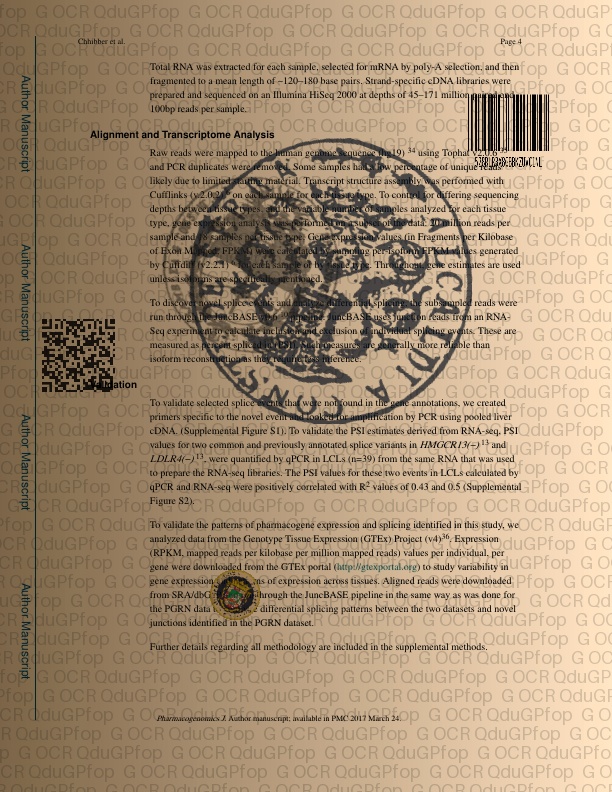 Chhibber et al.
Page 4
Total RNA was extracted for each sample, selected for mRNA by poly-A selection, and then
fragmented to a mean length of ~120–180 base pairs. Strand-specific cDNA libraries were
prepared and sequenced on an Illumina HiSeq 2000 at depths of 45–171 million paired-end
100bp reads per sample.
Alignment and Transcriptome Analysis
Raw reads were mapped to the human genome sequence (hg19) 34 using Tophat v2.0.6
and PCR duplicates were removed. Some samples had a low percentage of unique reads
likely due to limited starting material. Transcript structure assembly was performed with
Cufflinks (v2.0.2) on each sample for each tissue type. To control for differing sequencing
depths between tissue types, and the variable number of samples analyzed for each tissue
type, gene expression analysis was performed on a subset of the data: 20 million reads per
sample and 18 samples per tissue type. Gene expression values (in Fragments per Kilobase
of Exon Mapped, FPKM) were calculated by summing per-isoform FPKM values generated
by Cuffdiff (v2.2.1) for each sample of by tissue type. Throughout, gene estimates are used
unless isoforms are specifically mentioned.
To discover novel splice events and analyze differential splicing, the subsampled reads were
run through the JuncBASE pipeline. JuncBASE uses junction reads from an RNA-
Seq experiment to calculate inclusion and exclusion of individual splicing events. These are
measured as percent spliced in (PSI). Such measures are generally more reliable than
isoform reconstruction as they require less inference.
Validation
To validate selected splice events that were not found in the gene annotations, we created
primers specific to the novel event and looked for amplification by PCR using pooled liver
cDNA. (Supplemental Figure S1). To validate the PSI estimates derived from RNA-seq, PSI
values for two common and previously annotated splice variants in HMGCR13(−) 13 and
LDLR4(−) 13, were quantified by qPCR in LCLs (n=39) from the same RNA that was used
to prepare the RNA-seq libraries. The PSI values for these two events in LCLs calculated by
qPCR and RNA-seq were positively correlated with R2 values of 0.43 and 0.5 (Supplemental
Figure S2).
To validate the patterns of pharmacogene expression and splicing identified in this study, we
analyzed data from the Genotype Tissue Expression (GTEx) Project (v4)36. Expression
(RPKM, mapped reads per kilobase per million mapped reads) values per individual, per
gene were downloaded from the GTEx portal (http://gtexportal.org) to study variability in
gene expression of expression across tissues. Aligned reads were downloaded
from SRA/dbG through the JuncBASE pipeline in the same way as was done for
the PGRN data differential splicing patterns between the two datasets and novel
junctions identified in the PGRN dataset.
Further details regarding all methodology are included in the supplemental methods.
Pharmacogenomics J. Author manuscript; available in PMC 2017 March 24.
Author Manuscript
Author Manuscript
Author Manuscript
Author Manuscript
G OCR QduGPfop